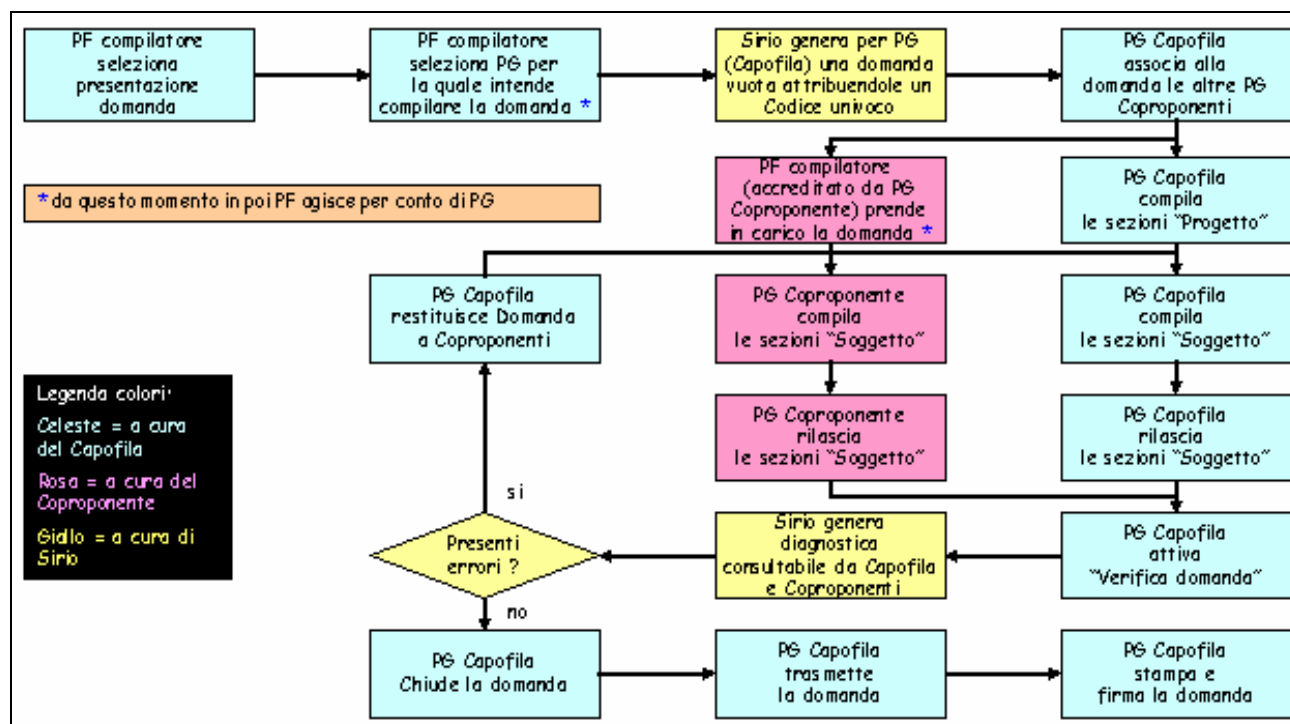 PF compilatore
seleziona
presentazione
domanda
PF compilatore
seleziona PG per
la quale intende
compilare la domanda *
Sirio genera per PG
(Capofila) una domanda
vuota attribuendole un
Codice univoco
PG Capofila
associa alla
domanda le altre PG
Coproponenti
* da questo momento in poi PF agisce per conto di PG
PF compilatore
(accreditato da PG
Coproponente) prende
in carico la domanda *
PG Capofila
compila
le sezioni "Progetto"
PG Capofila
restituisce Domanda
a Coproponenti
PG Coproponente
compila
le sezioni "Soggetto"
PG Capofila
compila
le sezioni "Soggetto"
Legenda colori:
Celeste = a cura
del Capofila
Rosa = a cura del
Coproponente
Giallo = a cura di
Sirio
PG Coproponente
rilascia
le sezioni "Soggetto"
PG Capofila
rilascia
le sezioni "Soggetto"
si
Presenti
errori ?
no
Sirio genera
diagnostica
consultabile da Capofila
e Coproponenti
PG Capofila
attiva
"Verifica domanda"
PG Capofila
Chiude la domanda
PG Capofila
trasmette
la domanda
PG Capofila
stampa e
firma la domanda